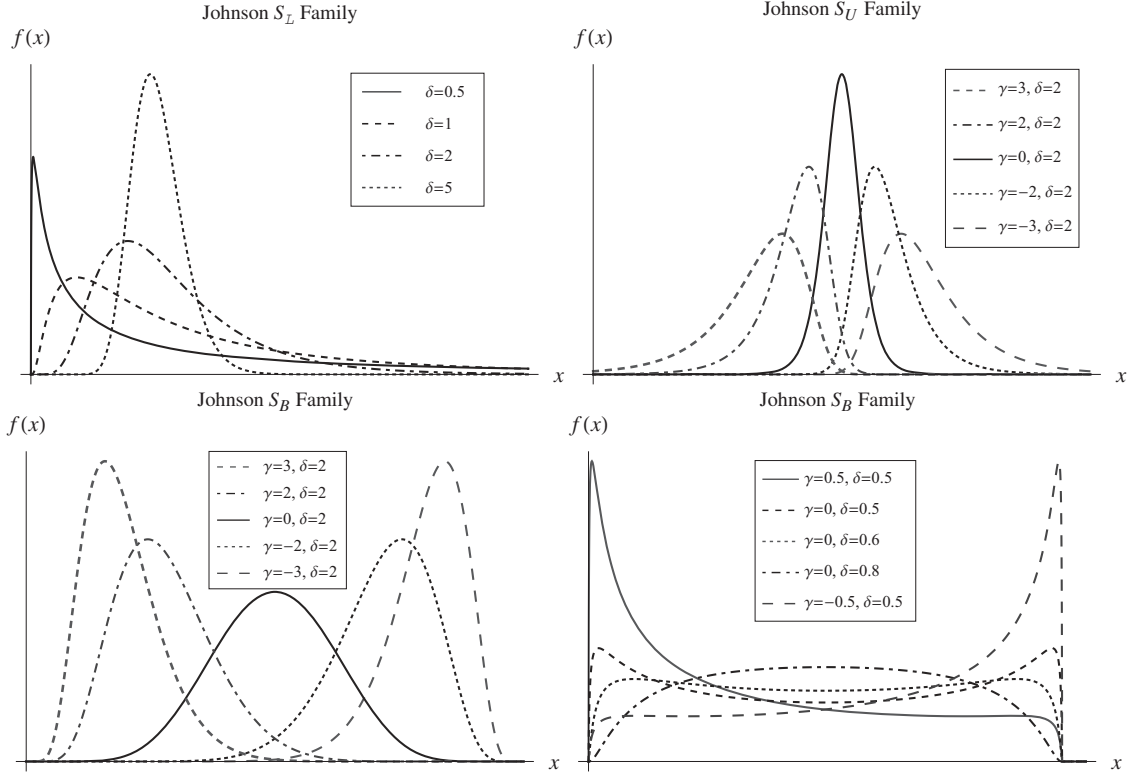 Johnson S_L Family
f(x)
δ=0.5
δ=1
δ=2
δ=5
x
Johnson S_U Family
f(x)
γ=3, δ=2
γ=2, δ=2
γ=0, δ=2
γ=−2, δ=2
γ=−3, δ=2
x
Johnson S_B Family
f(x)
γ=3, δ=2
γ=2, δ=2
γ=0, δ=2
γ=−2, δ=2
γ=−3, δ=2
x
Johnson S_B Family
f(x)
γ=0.5, δ=0.5
γ=0, δ=0.5
γ=0, δ=0.6
γ=0, δ=0.8
γ=−0.5, δ=0.5
x